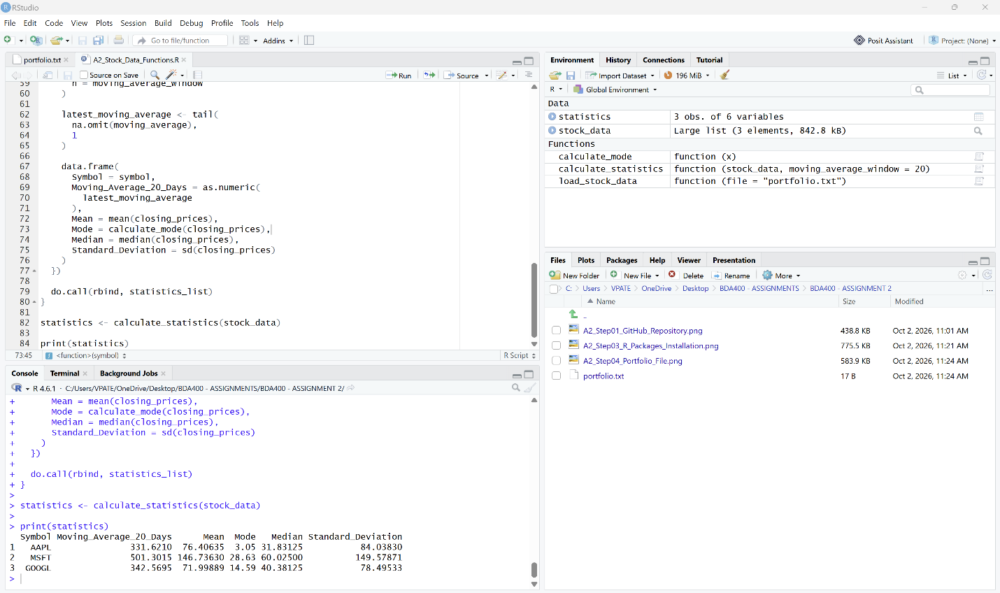 RStudio
File Edit Code View Plots Session Build Debug Profile Tools Help
Go to file/function Addins Posit Assistant Project: (None)
portfolio.txt A2_Stock_Data_Functions.R
Source on Save Run Source
59 n = moving_average_window
60 )
61
62 latest_moving_average <- tail(
63 na.omit(moving_average),
64 1
65 )
66
67 data.frame(
68 Symbol = symbol,
69 Moving_Average_20_Days = as.numeric(
70 latest_moving_average
71 ),
72 Mean = mean(closing_prices),
73 Mode = calculate_mode(closing_prices),
74 Median = median(closing_prices),
75 Standard_Deviation = sd(closing_prices)
76 )
77 })
78
79 do.call(rbind, statistics_list)
80 }
81
82 statistics <- calculate_statistics(stock_data)
83
84 print(statistics)
73:45 <function>(symbol) R Script
Console Terminal Background Jobs
R 4.6.1 · C:/Users/VPATE/OneDrive/Desktop/BDA400 - ASSIGNMENTS/BDA400 - ASSIGNMENT 2/
+ Mean = mean(closing_prices),
+ Mode = calculate_mode(closing_prices),
+ Median = median(closing_prices),
+ Standard_Deviation = sd(closing_prices)
+ )
+ })
+
+ do.call(rbind, statistics_list)
+ }
>
> statistics <- calculate_statistics(stock_data)
>
> print(statistics)
Symbol Moving_Average_20_Days Mean Mode Median Standard_Deviation
1 AAPL 331.6210 76.40635 3.05 31.83125 84.03830
2 MSFT 501.3015 146.73630 28.63 60.02500 149.57871
3 GOOGL 342.5695 71.99889 14.59 40.38125 78.49533
>
Environment History Connections Tutorial
Import Dataset 196 MiB List
R Global Environment
Data
statistics 3 obs. of 6 variables
stock_data Large list (3 elements, 842.8 kB)
Functions
calculate_mode function (x)
calculate_statistics function (stock_data, moving_average_window = 20)
load_stock_data function (file = "portfolio.txt")
Files Plots Packages Help Viewer Presentation
New Folder New File Delete Rename More
C: > Users > VPATE > OneDrive > Desktop > BDA400 - ASSIGNMENTS > BDA400 - ASSIGNMENT 2 ...
Name Size Modified
..
A2_Step01_GitHub_Repository.png 438.8 KB Oct 2, 2026, 11:01 AM
A2_Step03_R_Packages_Installation.png 775.5 KB Oct 2, 2026, 11:21 AM
A2_Step04_Portfolio_File.png 583.9 KB Oct 2, 2026, 11:24 AM
portfolio.txt 17 B Oct 2, 2026, 11:24 AM